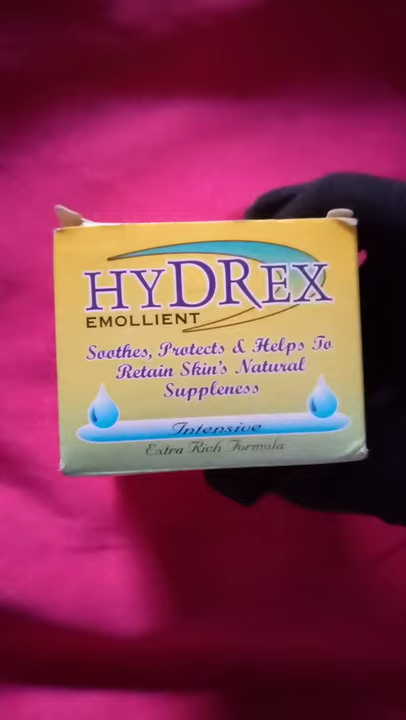 HYDREX
EMOLLIENT
Soothes, Protects & Helps To
Retain Skin's Natural
Suppleness
Intensive
Extra Rich Formula